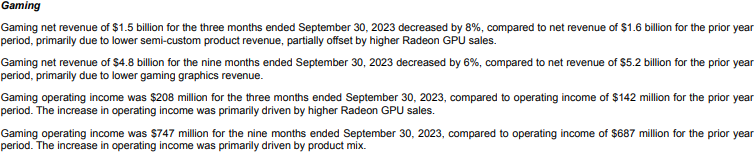 Gaming
Gaming net revenue of $1.5 billion for the three months ended September 30, 2023 decreased by 8%, compared to net revenue of $1.6 billion for the prior year
period, primarily due to lower semi-custom product revenue, partially offset by higher Radeon GPU sales.
Gaming net revenue of $4.8 billion for the nine months ended September 30, 2023 decreased by 6%, compared to net revenue of $5.2 billion for the prior year
period, primarily due to lower gaming graphics revenue.
Gaming operating income was $208 million for the three months ended September 30, 2023, compared to operating income of $142 million for the prior year
period. The increase in operating income was primarily driven by higher Radeon GPU sales.
Gaming operating income was $747 million for the nine months ended September 30, 2023, compared to operating income of $687 million for the prior year
period. The increase in operating income was primarily driven by product mix.